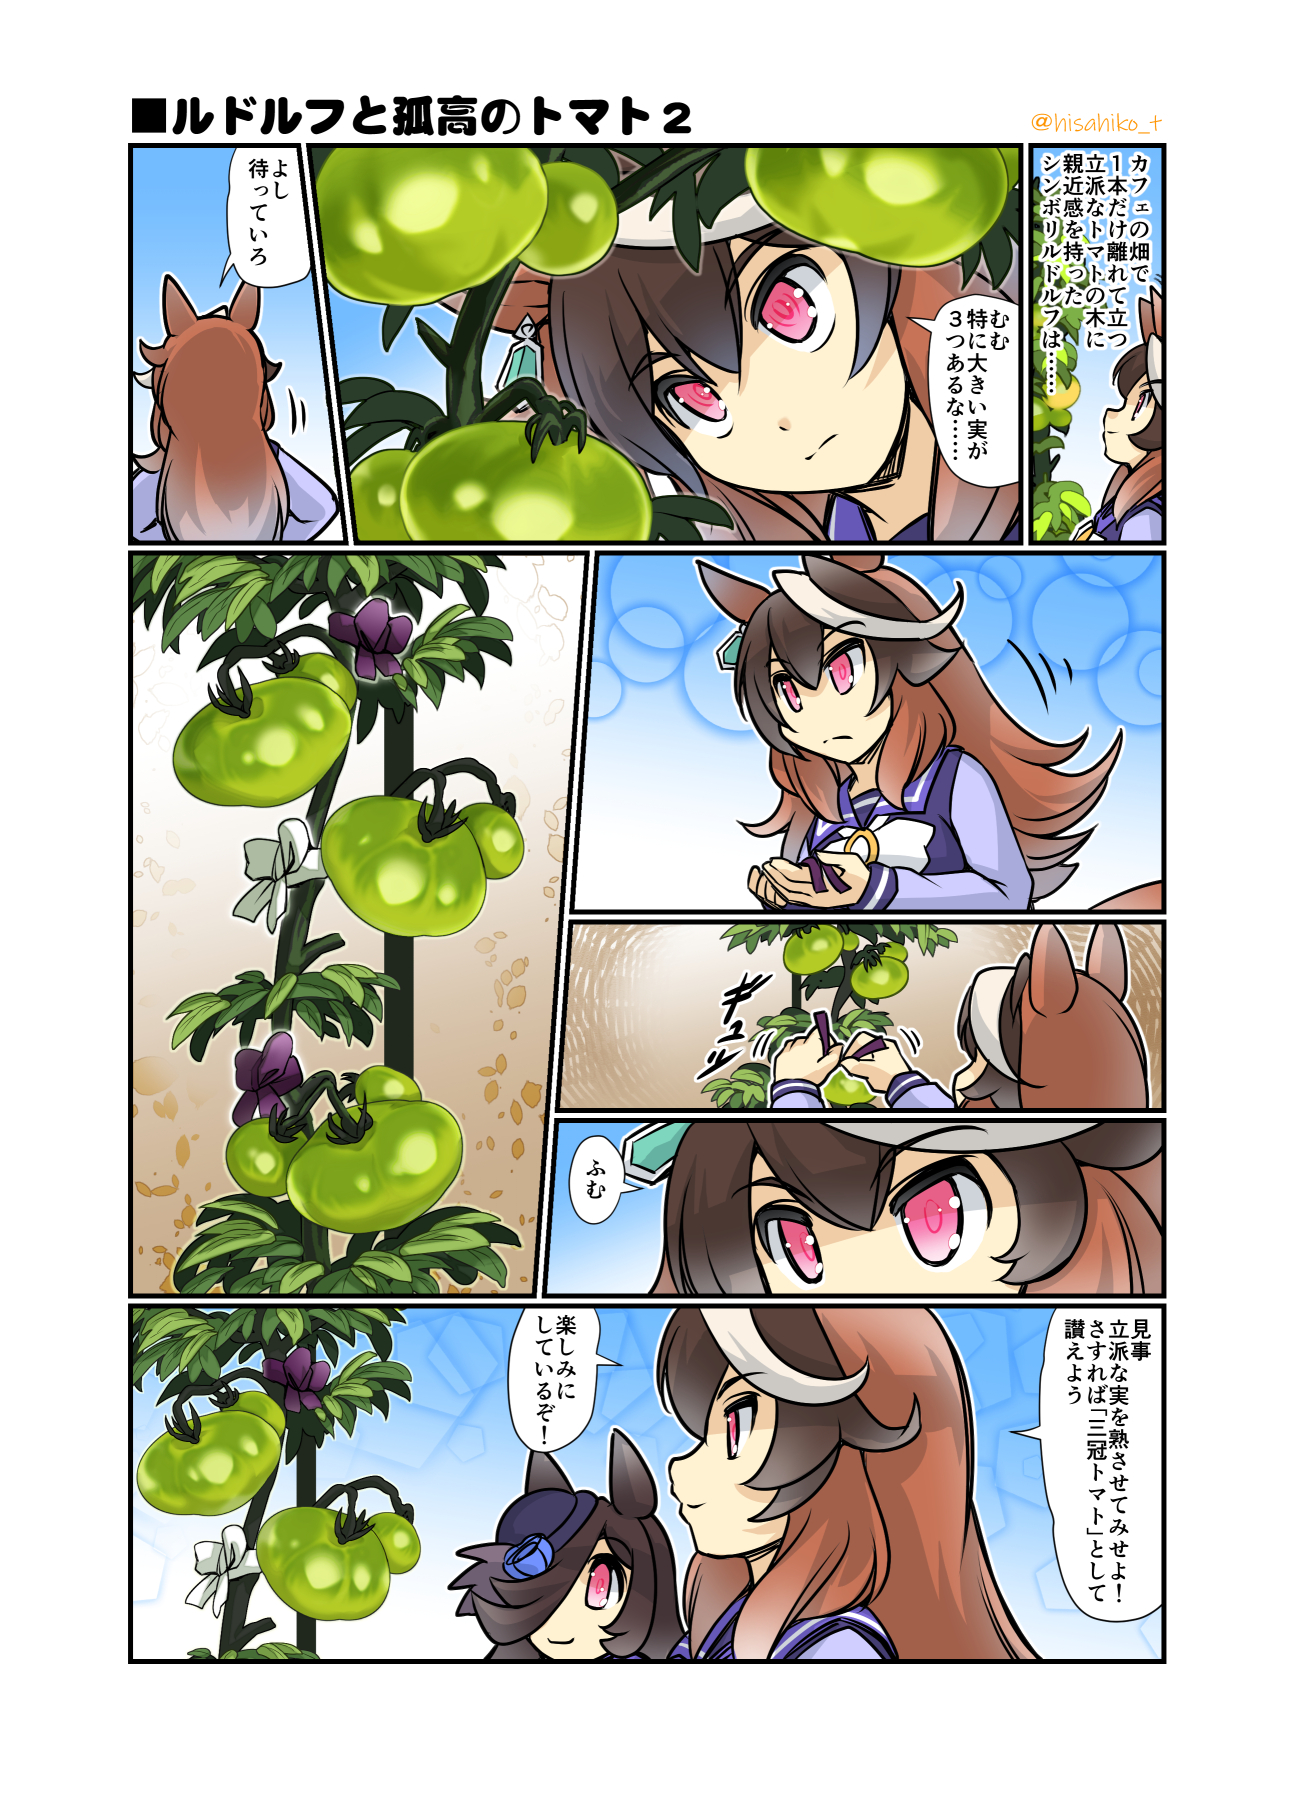 ■ルドルフと孤高のトマト2
@hisahiko_t
カフェの畑で
1本だけ離れて立つ
立派なトマトの木に
親近感を持った
シンボリルドルフは……
むむ
特に大きい実が
3つあるな……
よし
待っていろ
ギュッ
ふむ
見事
立派な実を熟させてみせよ!
さすれば「三冠トマト」として
讃えよう
楽しみに
しているぞ!